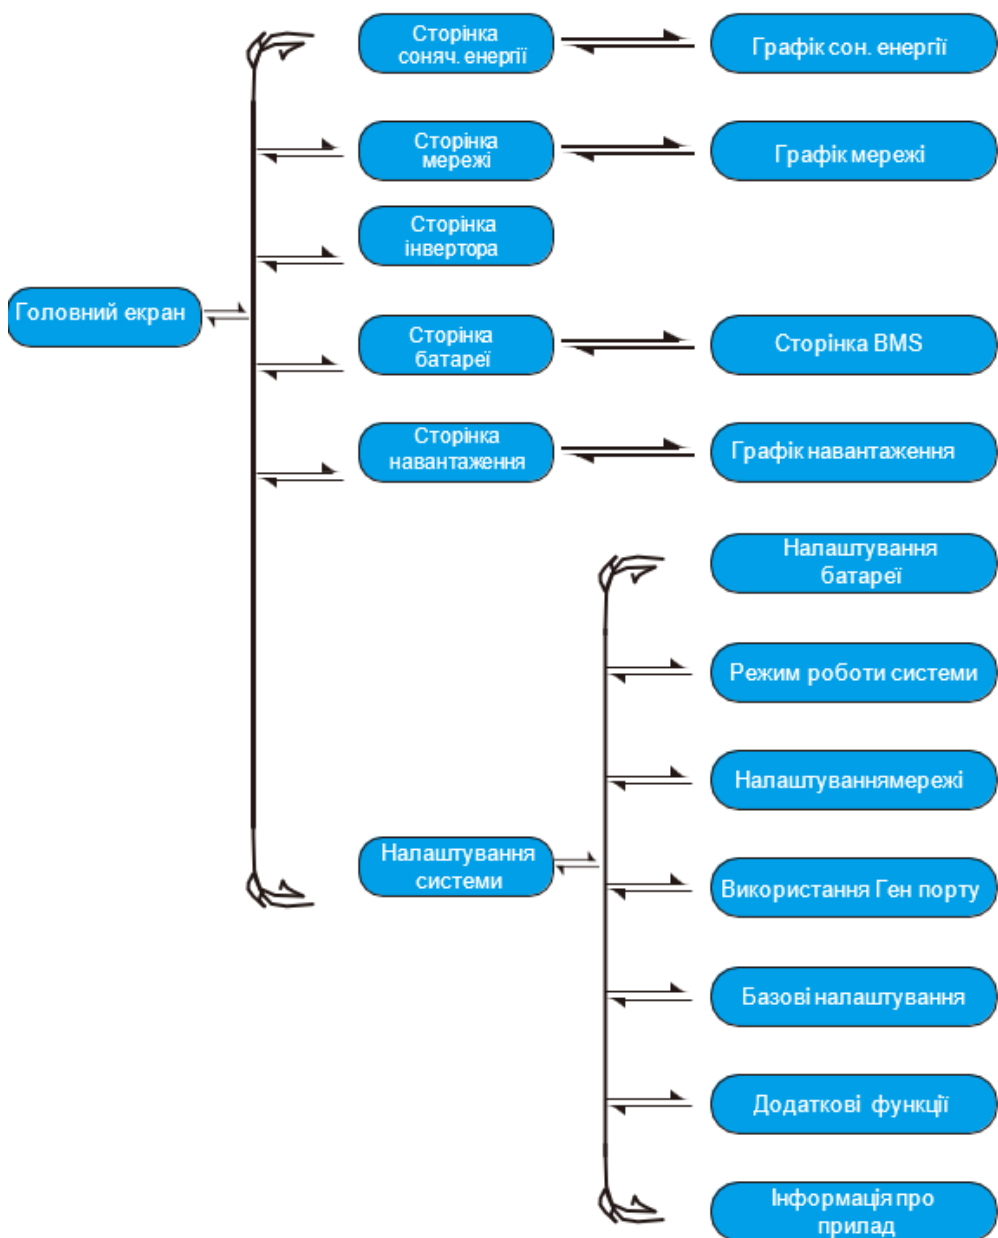 Сторінка
соняч. енергії
Графік сон. енергії
Сторінка
мережі
Графік мережі
Сторінка
інвертора
Головний екран
Сторінка
батареї
Сторінка BMS
Сторінка
навантаження
Графік навантаження
Налаштування
батареї
Режим роботи системи
Налаштуваннямережі
Налаштування
системи
Використання Ген порту
Базові налаштування
Додаткові функції
Інформація про
прилад